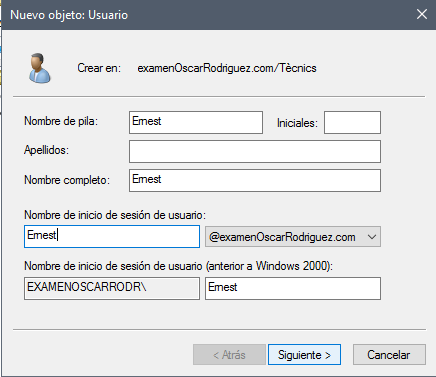 Nuevo objeto: Usuario
Crear en: examenOscarRodriguez.com/Tècnics
Nombre de pila: Ernest Iniciales:
Apellidos:
Nombre completo: Ernest
Nombre de inicio de sesión de usuario:
Ernest @examenOscarRodriguez.com
Nombre de inicio de sesión de usuario (anterior a Windows 2000):
EXAMENOSCARRODR\ Ernest
< Atrás Siguiente > Cancelar